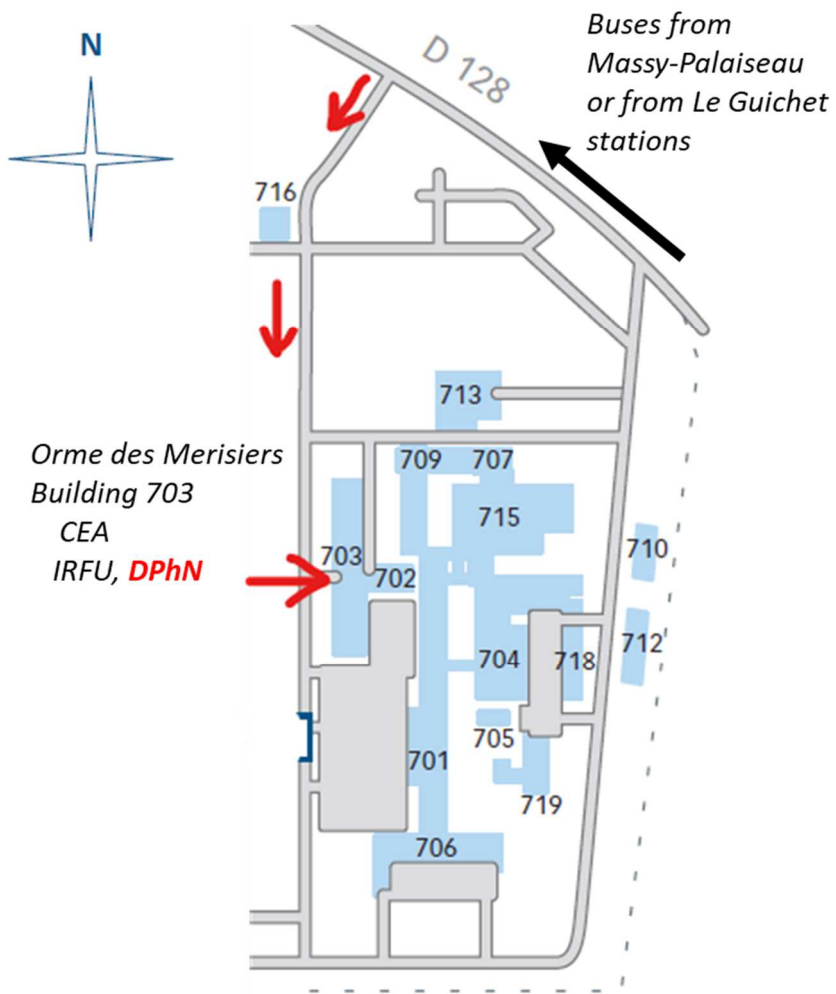 N
D 128
Buses from
Massy-Palaiseau
or from Le Guichet
stations
716
713
Orme des Merisiers
Building 703
CEA
IRFU, DPhN
709
707
715
703
702
710
712
704
718
705
701
719
706